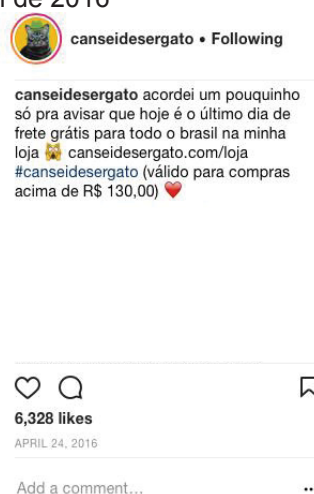 de 2016
canseidesergato • Following
canseidesergato acordei um pouquinho
só pra avisar que hoje é o último dia de
frete grátis para todo o brasil na minha
loja 🙀 canseidesergato.com/loja
#canseidesergato (válido para compras
acima de R$ 130,00) ❤️
6,328 likes
APRIL 24, 2016
Add a comment...